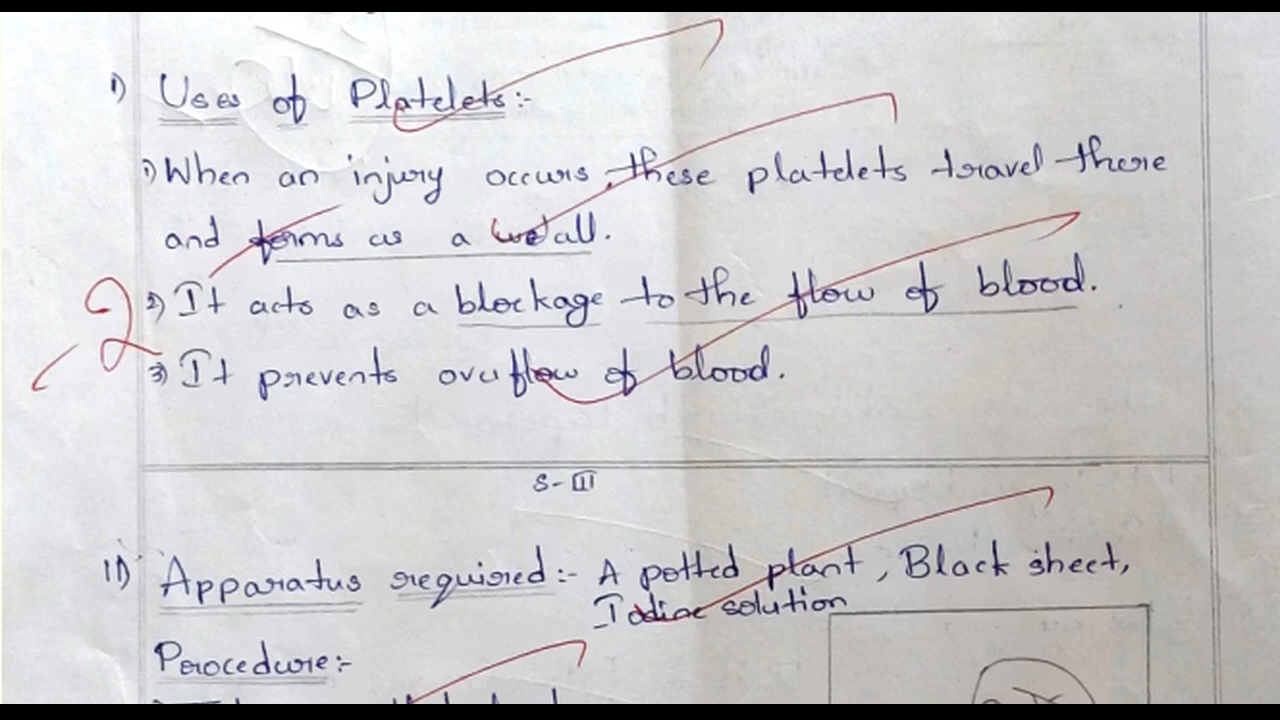 1) Uses of Platelets:-
1) When an injury occurs, these platelets travel there
and forms as a wall.
2) It acts as a blockage to the flow of blood.
2
3) It prevents overflow of blood.
S-III
11) Apparatus required:- A potted plant, Black sheet,
Iodine solution
Procedure:-